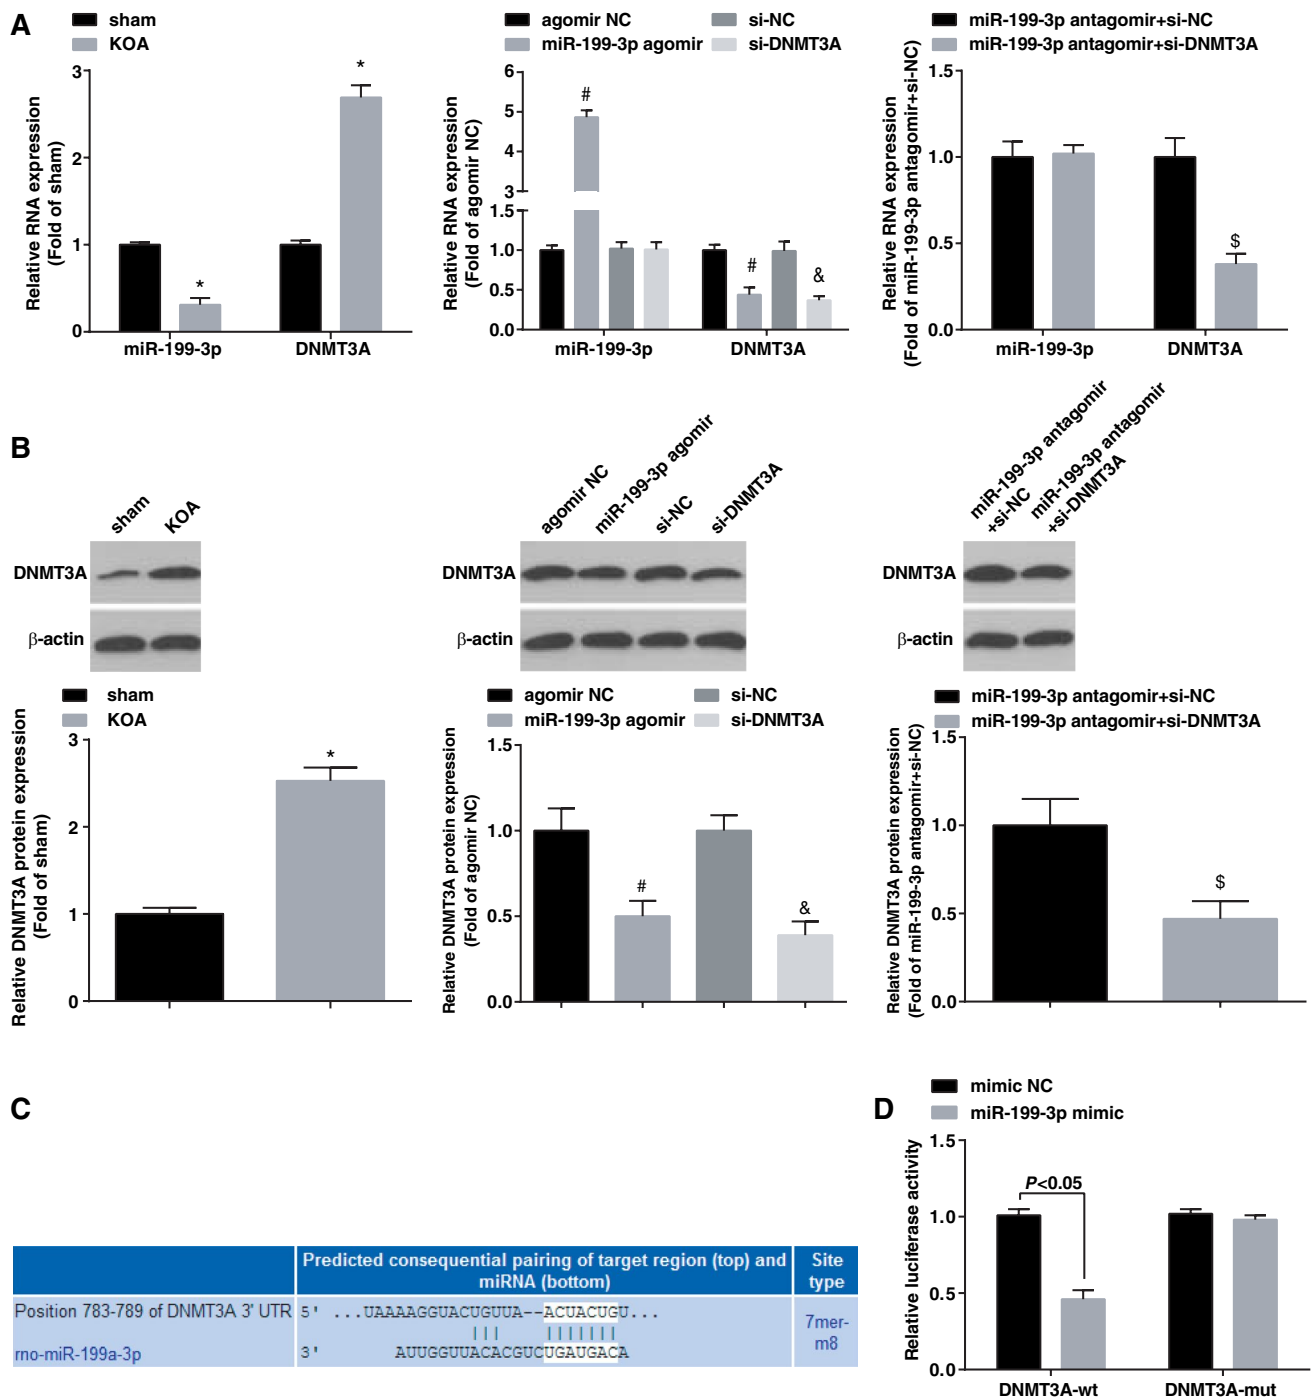 A
sham
KOA
Relative RNA expression
(Fold of sham)
3
2
1
0
*
*
miR-199-3p
DNMT3A
agomir NC
miR-199-3p agomir
si-NC
si-DNMT3A
Relative RNA expression
(Fold of agomir NC)
6
5
4
3
1.5
1.0
0.5
0.0
#
#
&
miR-199-3p
DNMT3A
miR-199-3p antagomir+si-NC
miR-199-3p antagomir+si-DNMT3A
Relative RNA expression
(Fold of miR-199-3p antagomir+si-NC)
1.5
1.0
0.5
0.0
$
miR-199-3p
DNMT3A
B
sham
KOA
DNMT3A
β-actin
sham
KOA
Relative DNMT3A protein expression
(Fold of sham)
3
2
1
0
*
agomir NC
miR-199-3p agomir
si-NC
si-DNMT3A
DNMT3A
β-actin
agomir NC
miR-199-3p agomir
si-NC
si-DNMT3A
Relative DNMT3A protein expression
(Fold of agomir NC)
1.5
1.0
0.5
0.0
#
&
miR-199-3p antagomir
+si-NC
miR-199-3p antagomir
+si-DNMT3A
DNMT3A
β-actin
miR-199-3p antagomir+si-NC
miR-199-3p antagomir+si-DNMT3A
Relative DNMT3A protein expression
(Fold of miR-199-3p antagomir+si-NC)
1.5
1.0
0.5
0.0
$
C
Predicted consequential pairing of target region (top) and
miRNA (bottom)
Site
type
Position 783-789 of DNMT3A 3' UTR 5' ...UAAAAGGUACUGUUA--ACUACUGU...
rno-miR-199a-3p 3' AUUGGUUACACGUCUGAUGACA
7mer-
m8
D
mimic NC
miR-199-3p mimic
Relative luciferase activity
1.5
1.0
0.5
0.0
P<0.05
DNMT3A-wt
DNMT3A-mut